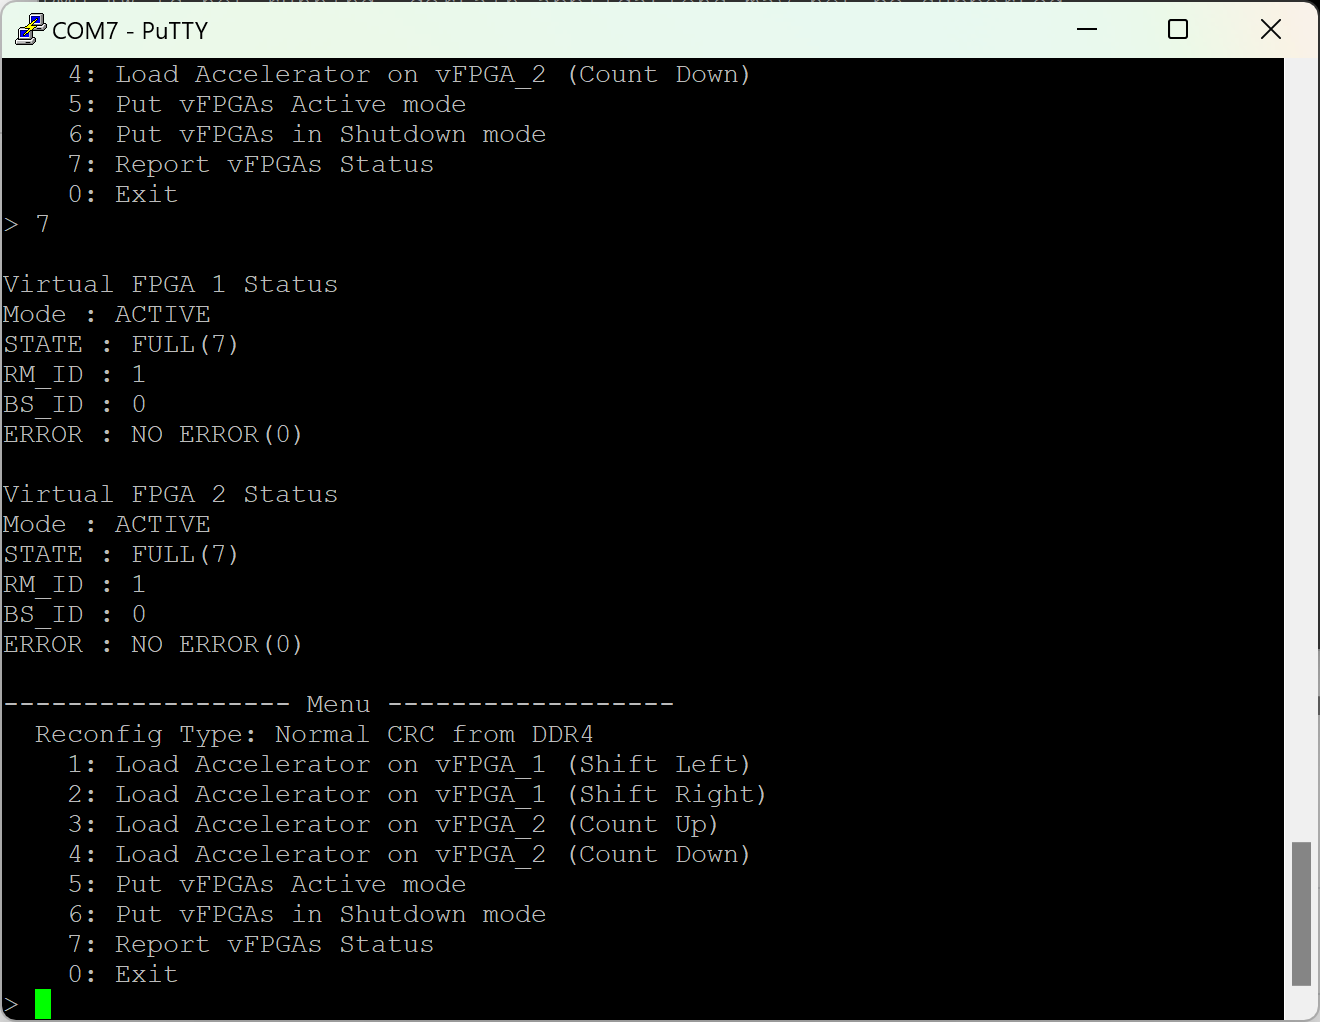 COM7 - PuTTY
4: Load Accelerator on vFPGA_2 (Count Down)
5: Put vFPGAs Active mode
6: Put vFPGAs in Shutdown mode
7: Report vFPGAs Status
0: Exit
> 7
Virtual FPGA 1 Status
Mode : ACTIVE
STATE : FULL(7)
RM_ID : 1
BS_ID : 0
ERROR : NO ERROR(0)
Virtual FPGA 2 Status
Mode : ACTIVE
STATE : FULL(7)
RM_ID : 1
BS_ID : 0
ERROR : NO ERROR(0)
------------------ Menu ------------------
Reconfig Type: Normal CRC from DDR4
1: Load Accelerator on vFPGA_1 (Shift Left)
2: Load Accelerator on vFPGA_1 (Shift Right)
3: Load Accelerator on vFPGA_2 (Count Up)
4: Load Accelerator on vFPGA_2 (Count Down)
5: Put vFPGAs Active mode
6: Put vFPGAs in Shutdown mode
7: Report vFPGAs Status
0: Exit
>